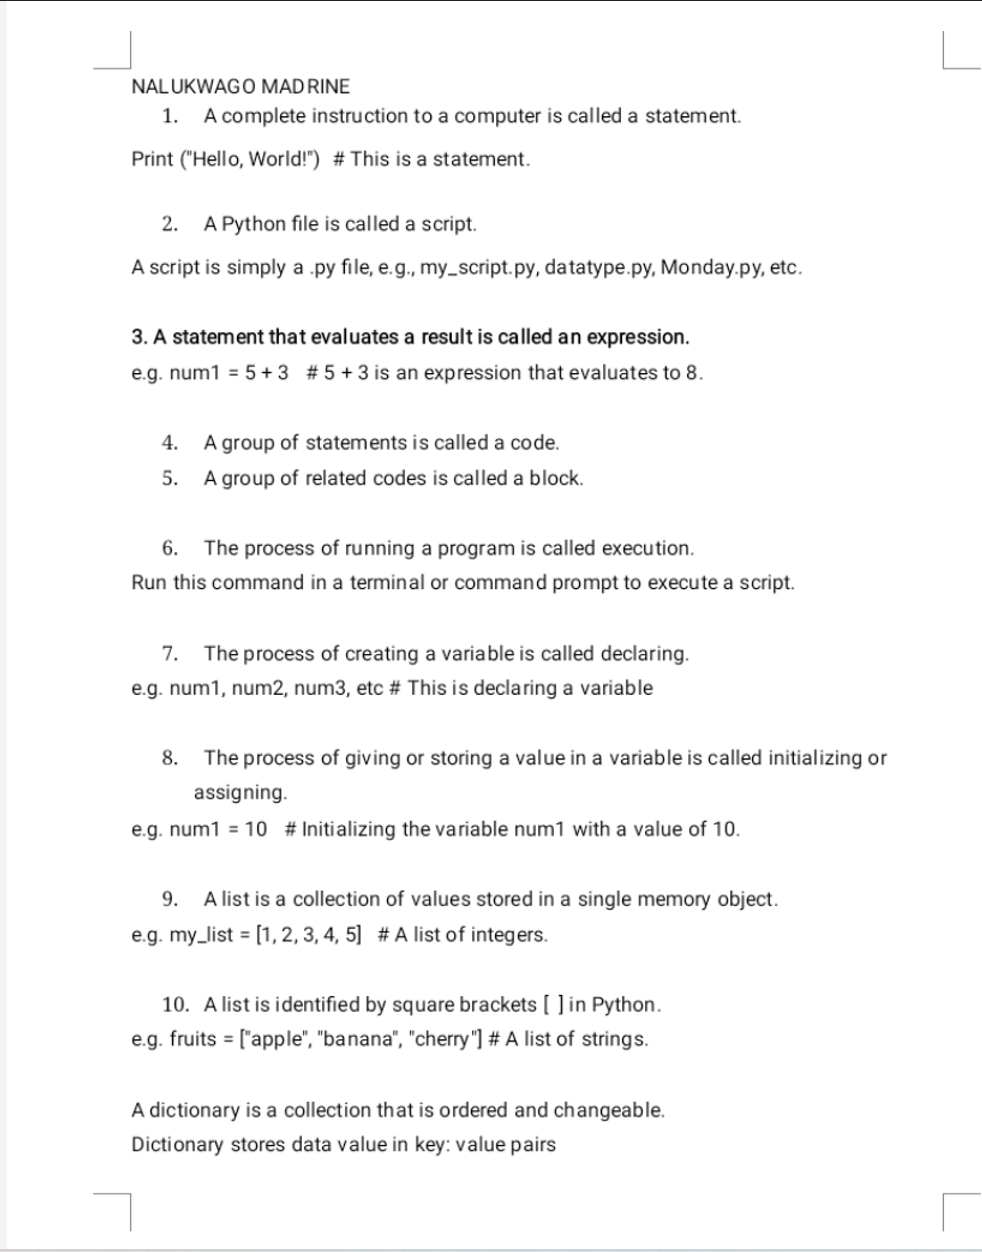 NALUKWAGO MADRINE
1. A complete instruction to a computer is called a statement.
Print ("Hello, World!") # This is a statement.
2. A Python file is called a script.
A script is simply a .py file, e.g., my_script.py, datatype.py, Monday.py, etc.
3. A statement that evaluates a result is called an expression.
e.g. num1 = 5 + 3 # 5 + 3 is an expression that evaluates to 8.
4. A group of statements is called a code.
5. A group of related codes is called a block.
6. The process of running a program is called execution.
Run this command in a terminal or command prompt to execute a script.
7. The process of creating a variable is called declaring.
e.g. num1, num2, num3, etc # This is declaring a variable
8. The process of giving or storing a value in a variable is called initializing or
assigning.
e.g. num1 = 10 # Initializing the variable num1 with a value of 10.
9. A list is a collection of values stored in a single memory object.
e.g. my_list = [1, 2, 3, 4, 5] # A list of integers.
10. A list is identified by square brackets [ ] in Python.
e.g. fruits = ["apple", "banana", "cherry"] # A list of strings.
A dictionary is a collection that is ordered and changeable.
Dictionary stores data value in key: value pairs